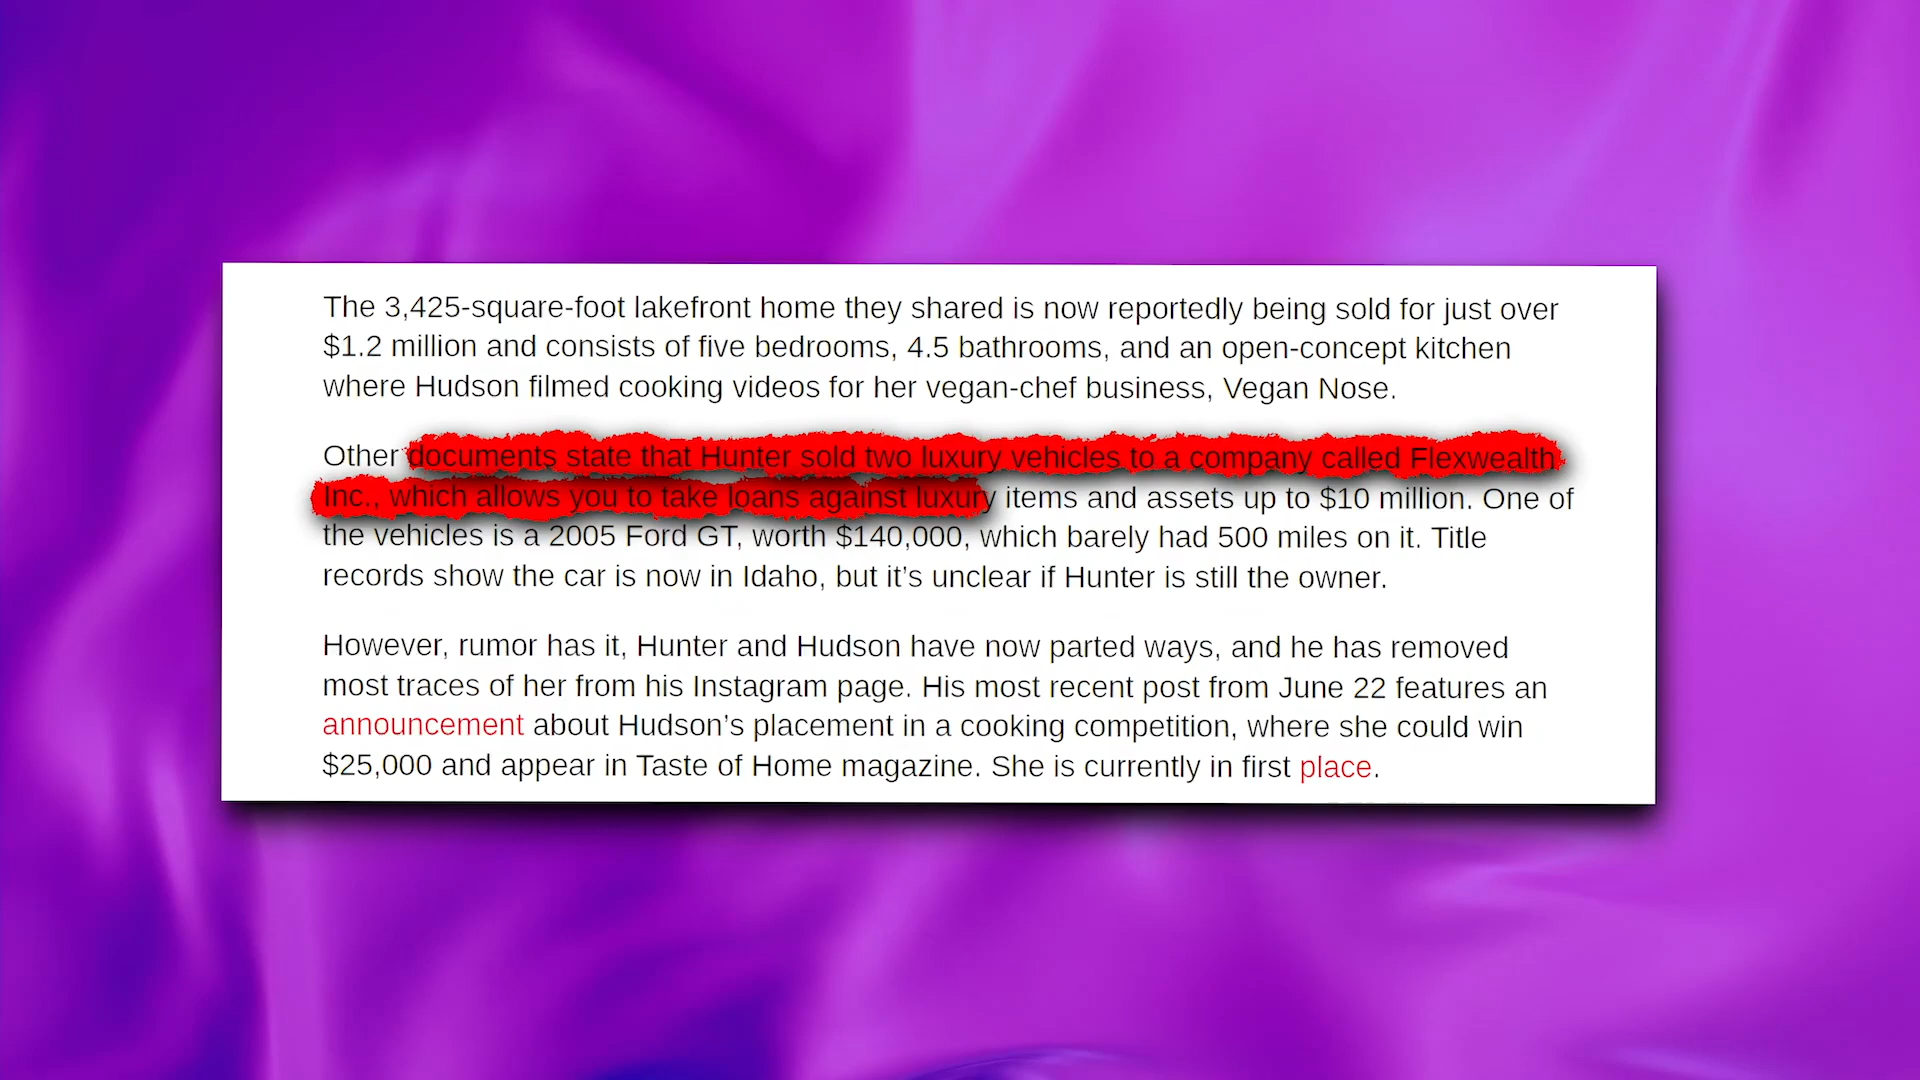 The 3,425-square-foot lakefront home they shared is now reportedly being sold for just over
$1.2 million and consists of five bedrooms, 4.5 bathrooms, and an open-concept kitchen
where Hudson filmed cooking videos for her vegan-chef business, Vegan Nose.
Other documents state that Hunter sold two luxury vehicles to a company called Flexwealth
Inc., which allows you to take loans against luxury items and assets up to $10 million. One of
the vehicles is a 2005 Ford GT, worth $140,000, which barely had 500 miles on it. Title
records show the car is now in Idaho, but it’s unclear if Hunter is still the owner.
However, rumor has it, Hunter and Hudson have now parted ways, and he has removed
most traces of her from his Instagram page. His most recent post from June 22 features an
announcement about Hudson’s placement in a cooking competition, where she could win
$25,000 and appear in Taste of Home magazine. She is currently in first place.